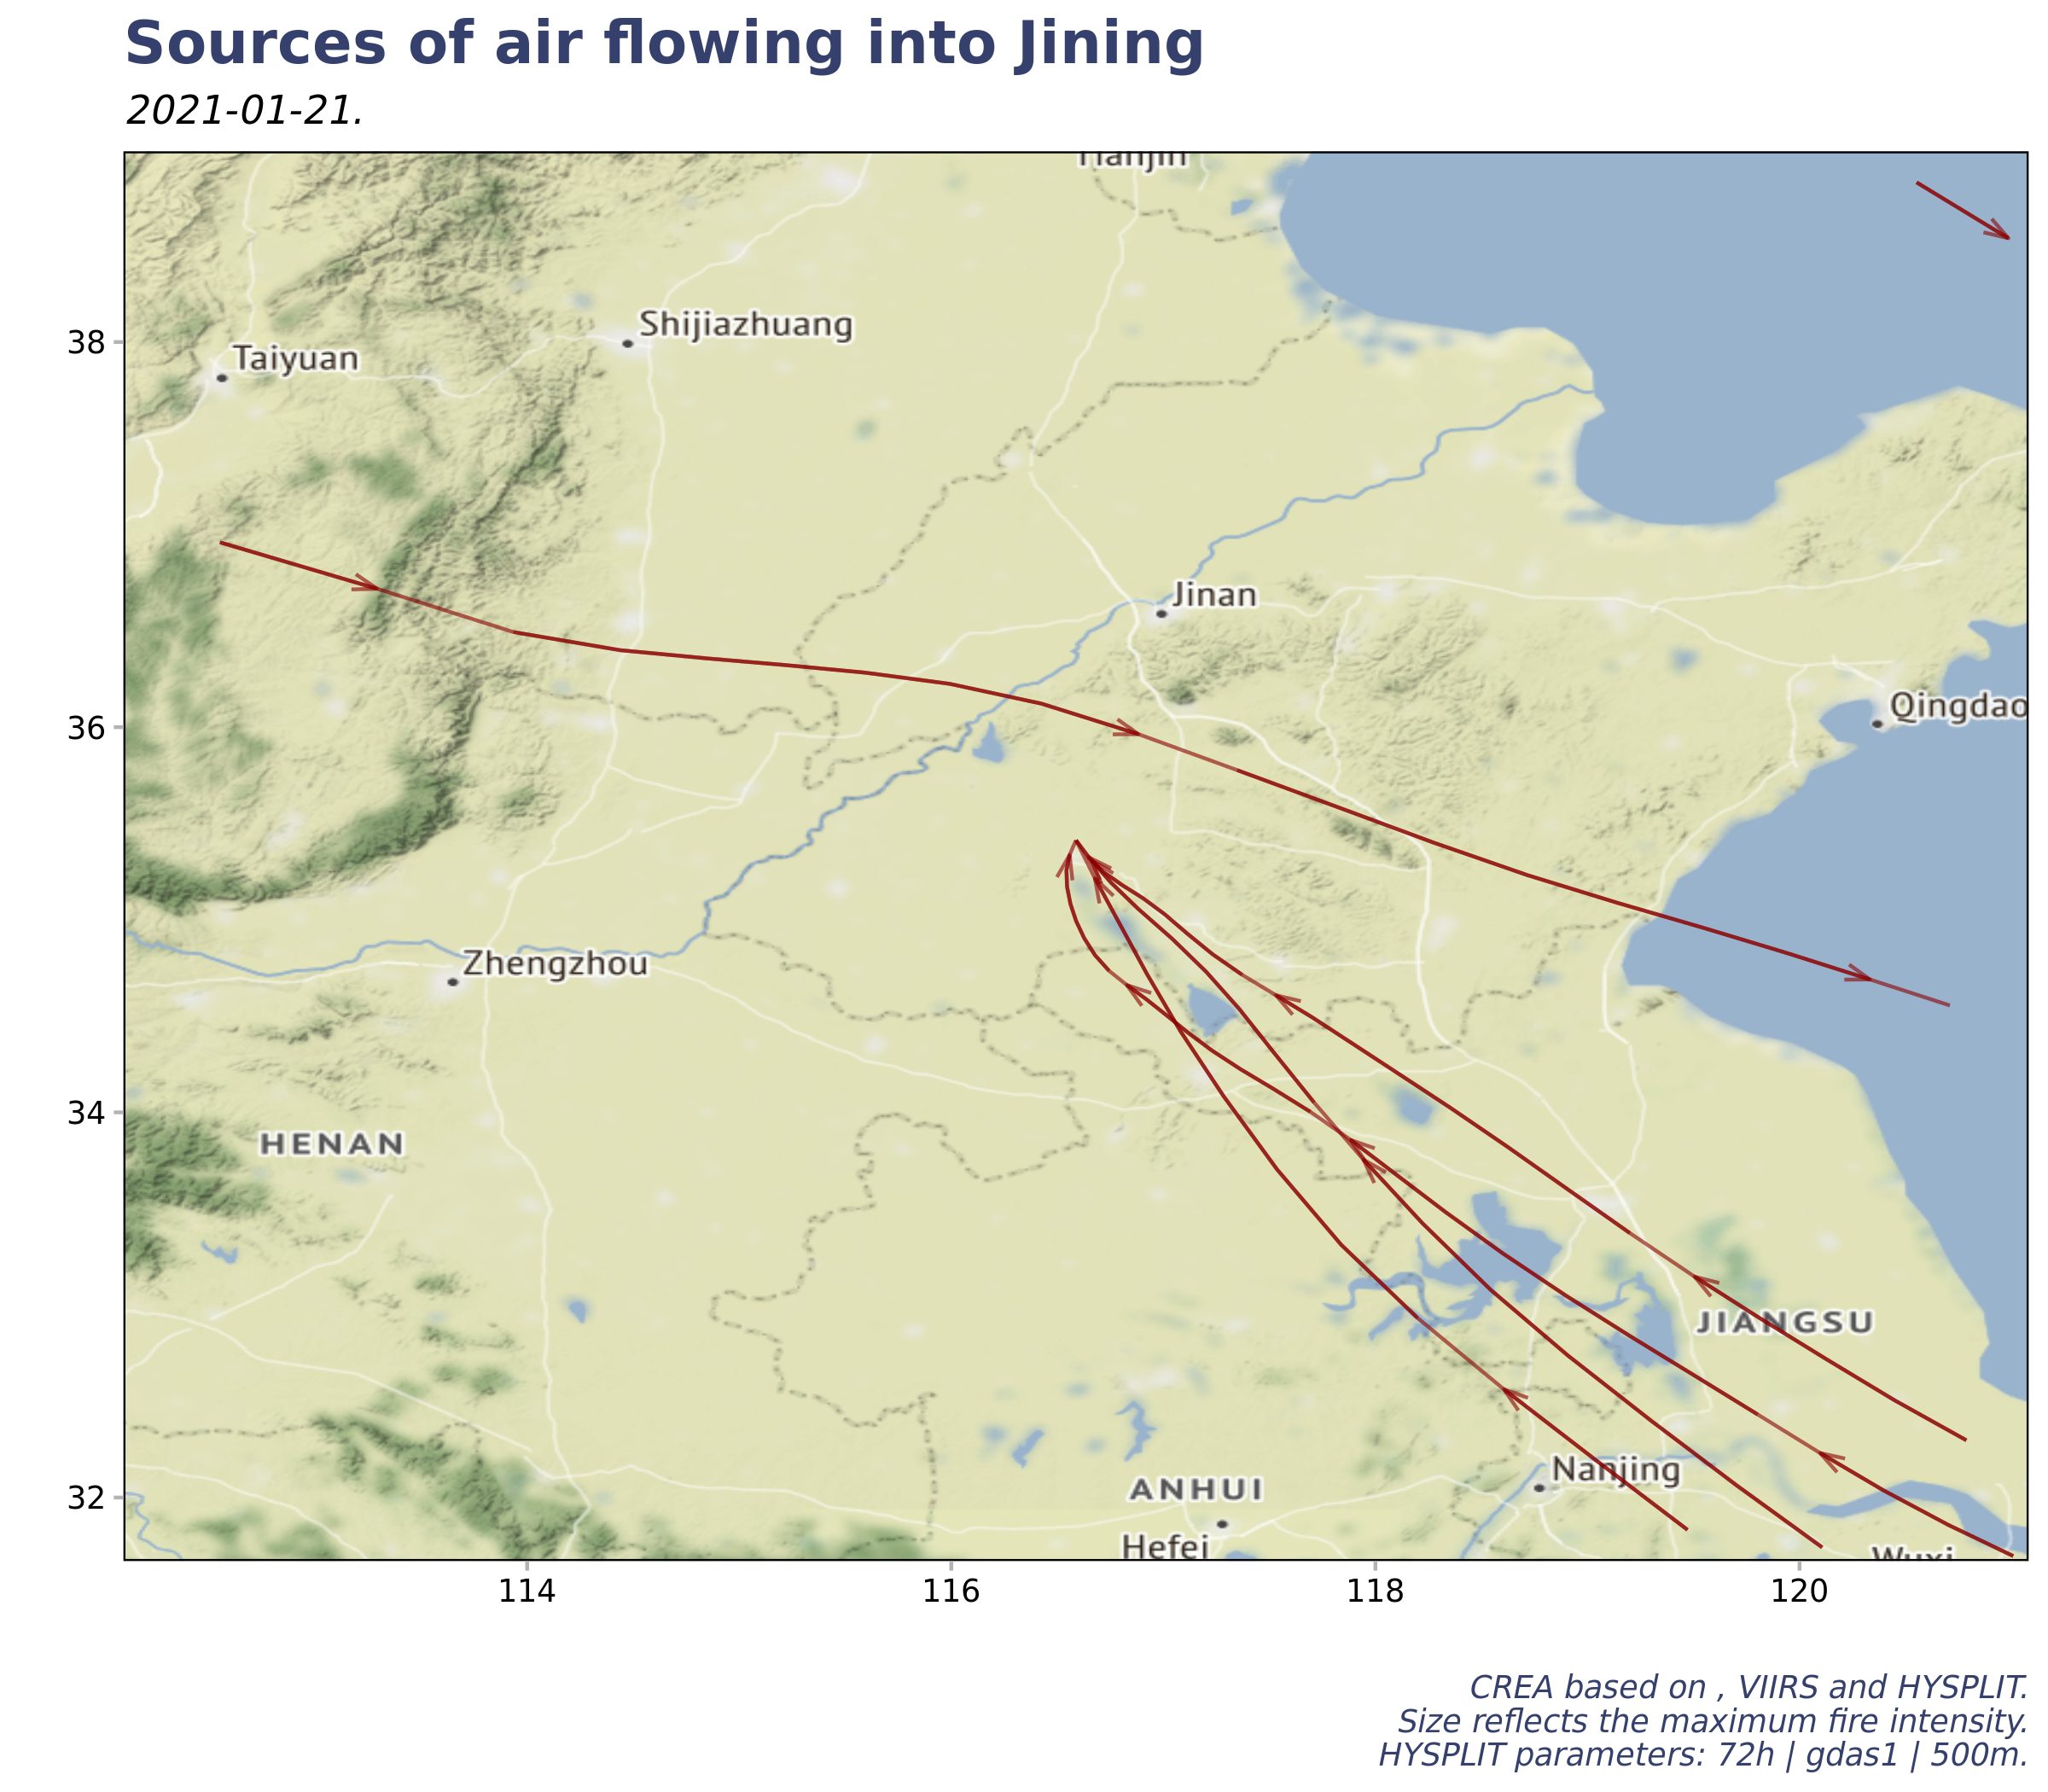 Sources of air flowing into Jining
2021-01-21.
Tianjin
38
Shijiazhuang
Taiyuan
Jinan
36
Qingdao
Zhengzhou
34
HENAN
JIANGSU
32
Nanjing
ANHUI
Hefei
Wuxi
114
116
118
120
CREA based on , VIIRS and HYSPLIT.
Size reflects the maximum fire intensity.
HYSPLIT parameters: 72h | gdas1 | 500m.